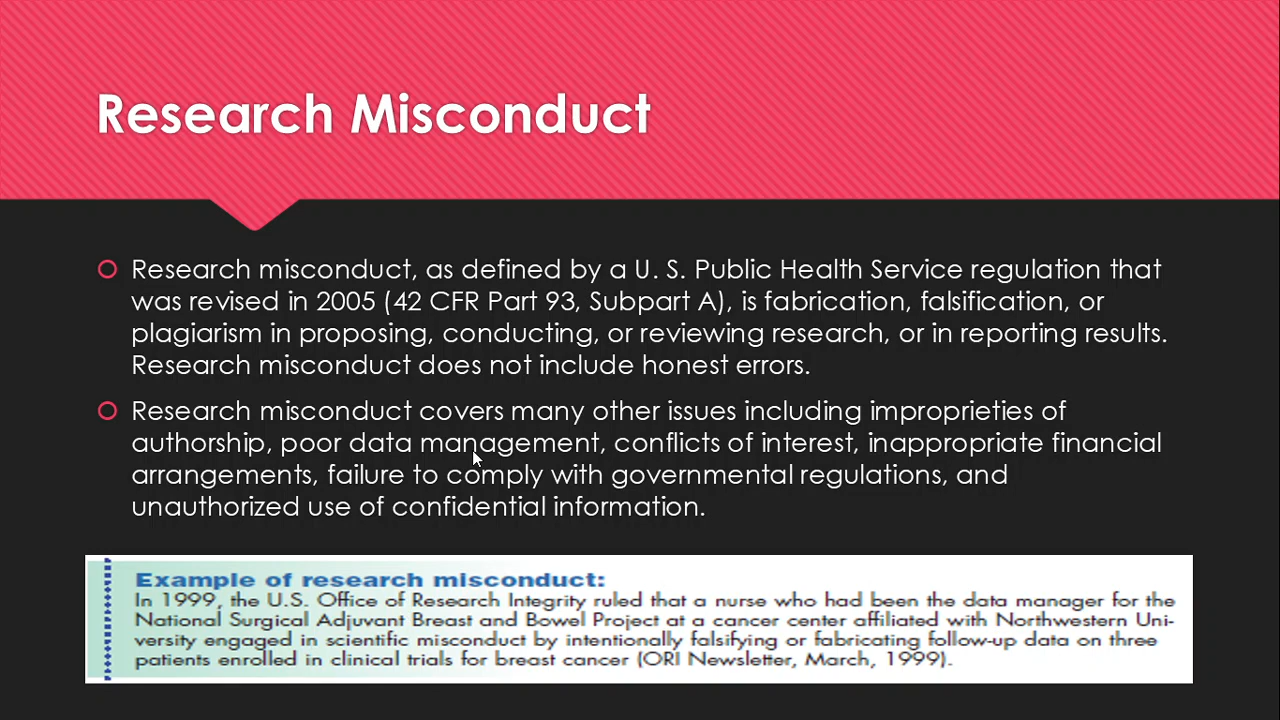 Research Misconduct
Research misconduct, as defined by a U. S. Public Health Service regulation that
was revised in 2005 (42 CFR Part 93, Subpart A), is fabrication, falsification, or
plagiarism in proposing, conducting, or reviewing research, or in reporting results.
Research misconduct does not include honest errors.
Research misconduct covers many other issues including improprieties of
authorship, poor data management, conflicts of interest, inappropriate financial
arrangements, failure to comply with governmental regulations, and
unauthorized use of confidential information.
Example of research misconduct:
In 1999, the U.S. Office of Research Integrity ruled that a nurse who had been the data manager for the
National Surgical Adjuvant Breast and Bowel Project at a cancer center affiliated with Northwestern Uni-
versity engaged in scientific misconduct by intentionally falsifying or fabricating follow-up data on three
patients enrolled in clinical trials for breast cancer (ORI Newsletter, March, 1999).